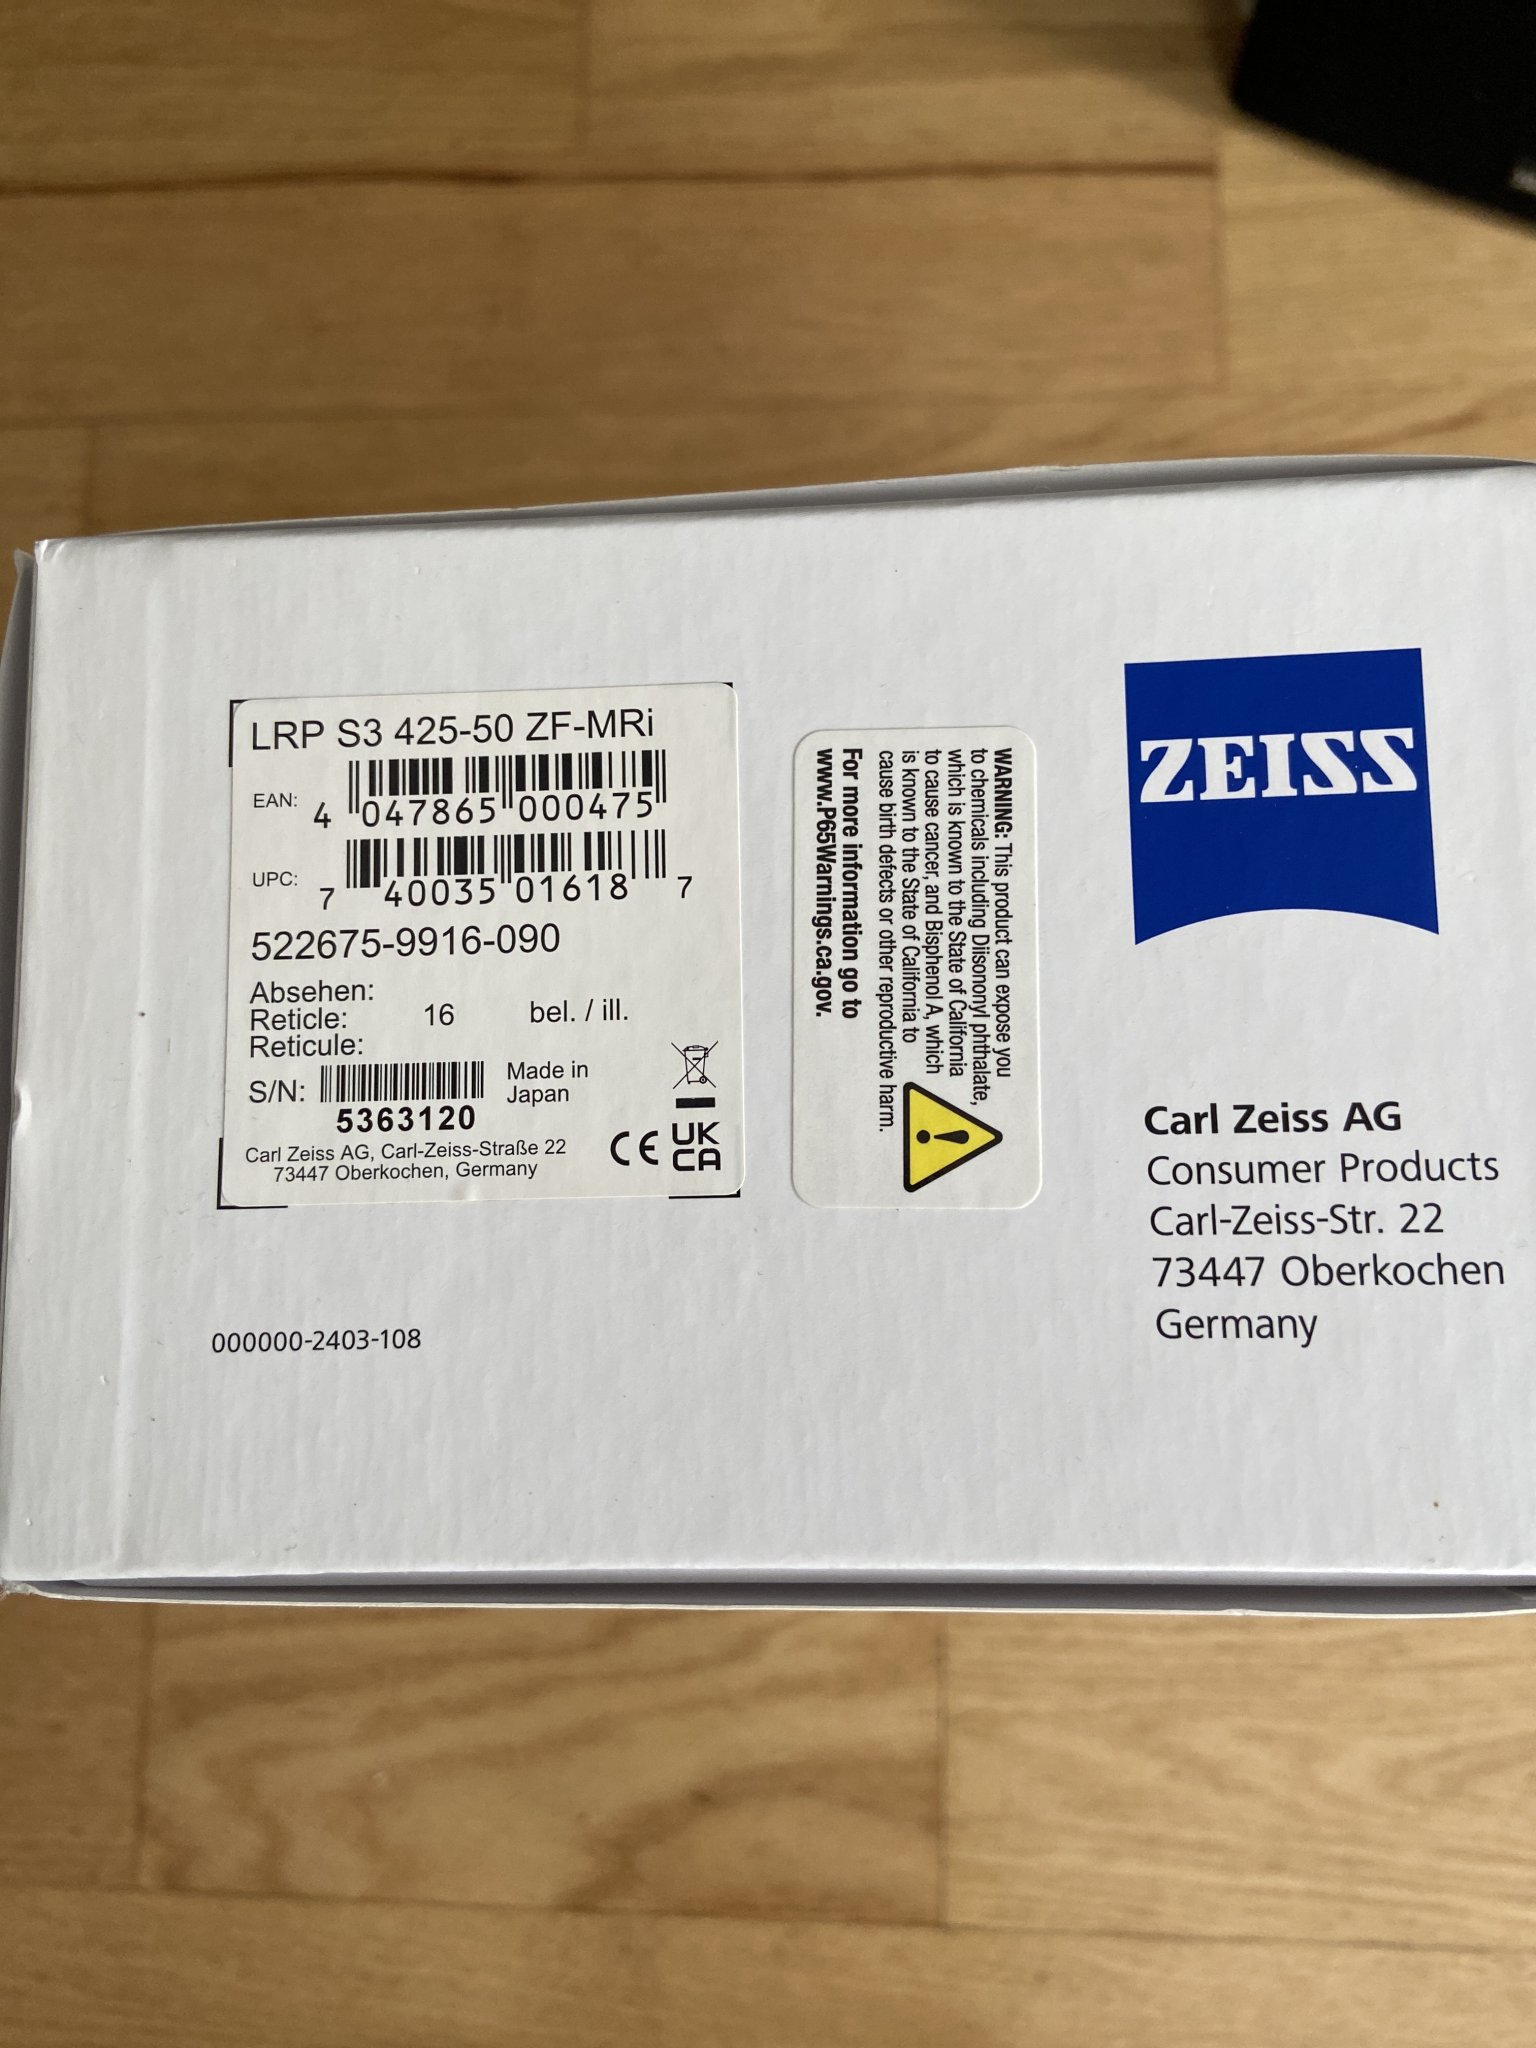 LRP S3 425-50 ZF-MRi
EAN: 4 047865 000475
UPC: 7 40035 01618 7
522675-9916-090
Absehen:
Reticle: 16 bel. / ill.
Reticule:
S/N: Made in
Japan
5363120
Carl Zeiss AG, Carl-Zeiss-Straße 22
73447 Oberkochen, Germany
CE
UK
CA
000000-2403-108
WARNING: This product can expose you
to chemicals including Diisononyl phthalate,
which is known to the State of California
to cause cancer, and Bisphenol A, which
is known to the State of California to
cause birth defects or other reproductive harm.
For more information go to
www.P65Warnings.ca.gov.
ZEISS
Carl Zeiss AG
Consumer Products
Carl-Zeiss-Str. 22
73447 Oberkochen
Germany